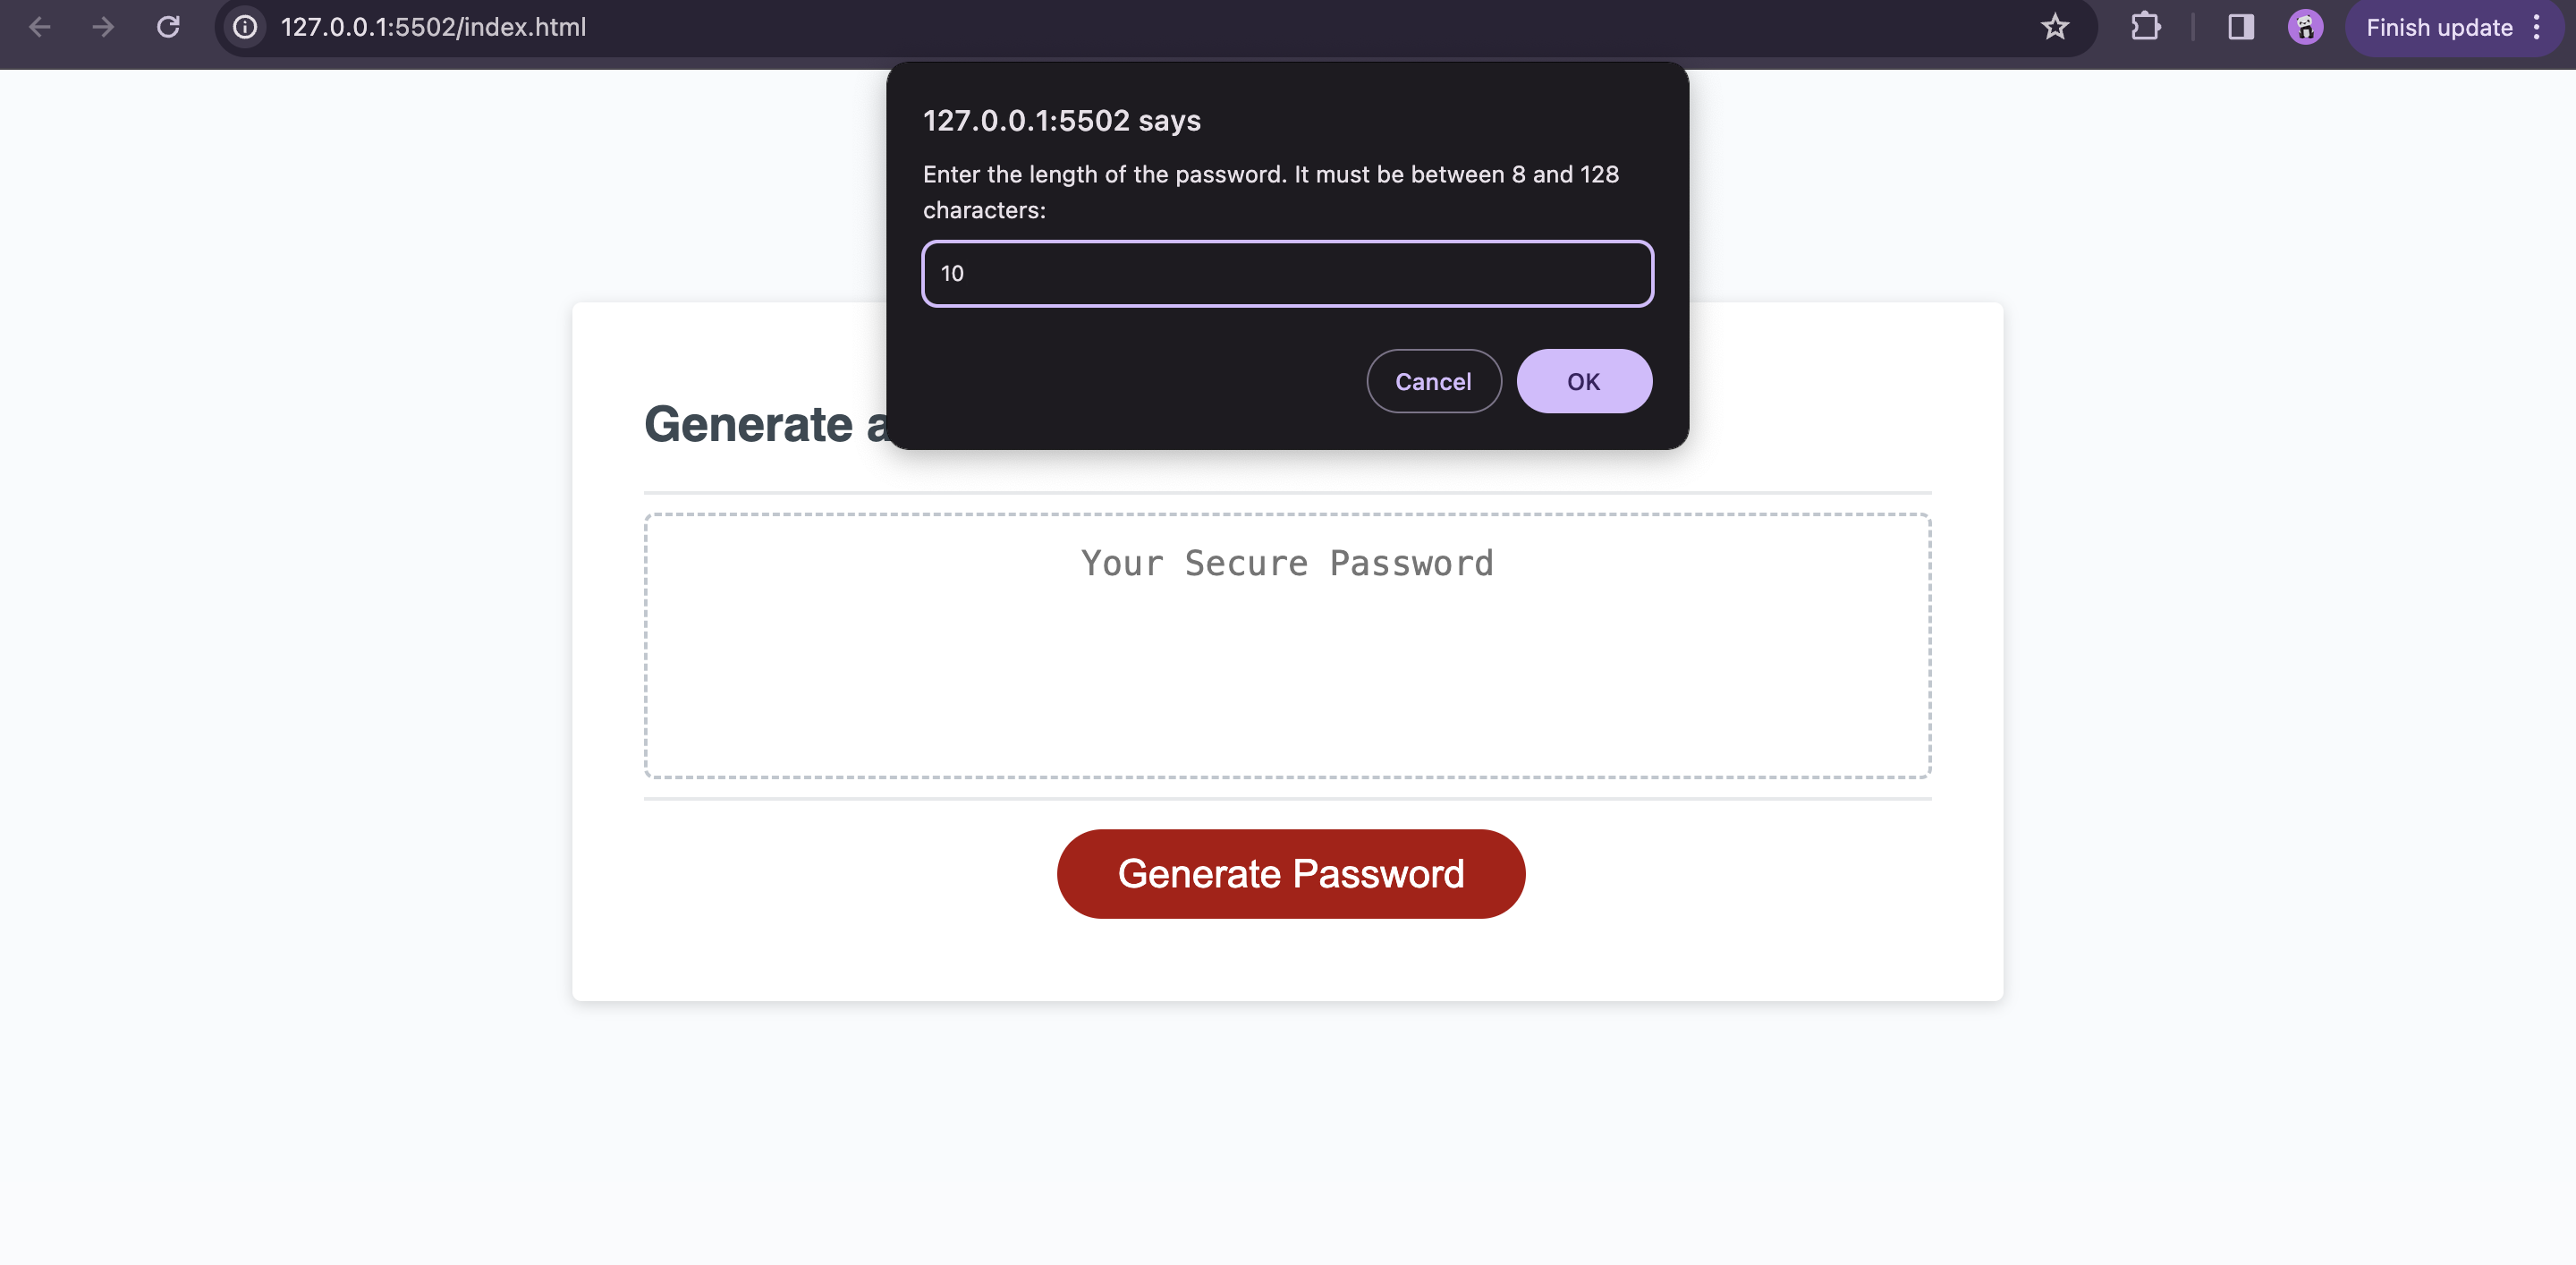 127.0.0.1:5502/index.html
Finish update
127.0.0.1:5502 says
Enter the length of the password. It must be between 8 and 128
characters:
10
Cancel
OK
Generate a
Your Secure Password
Generate Password